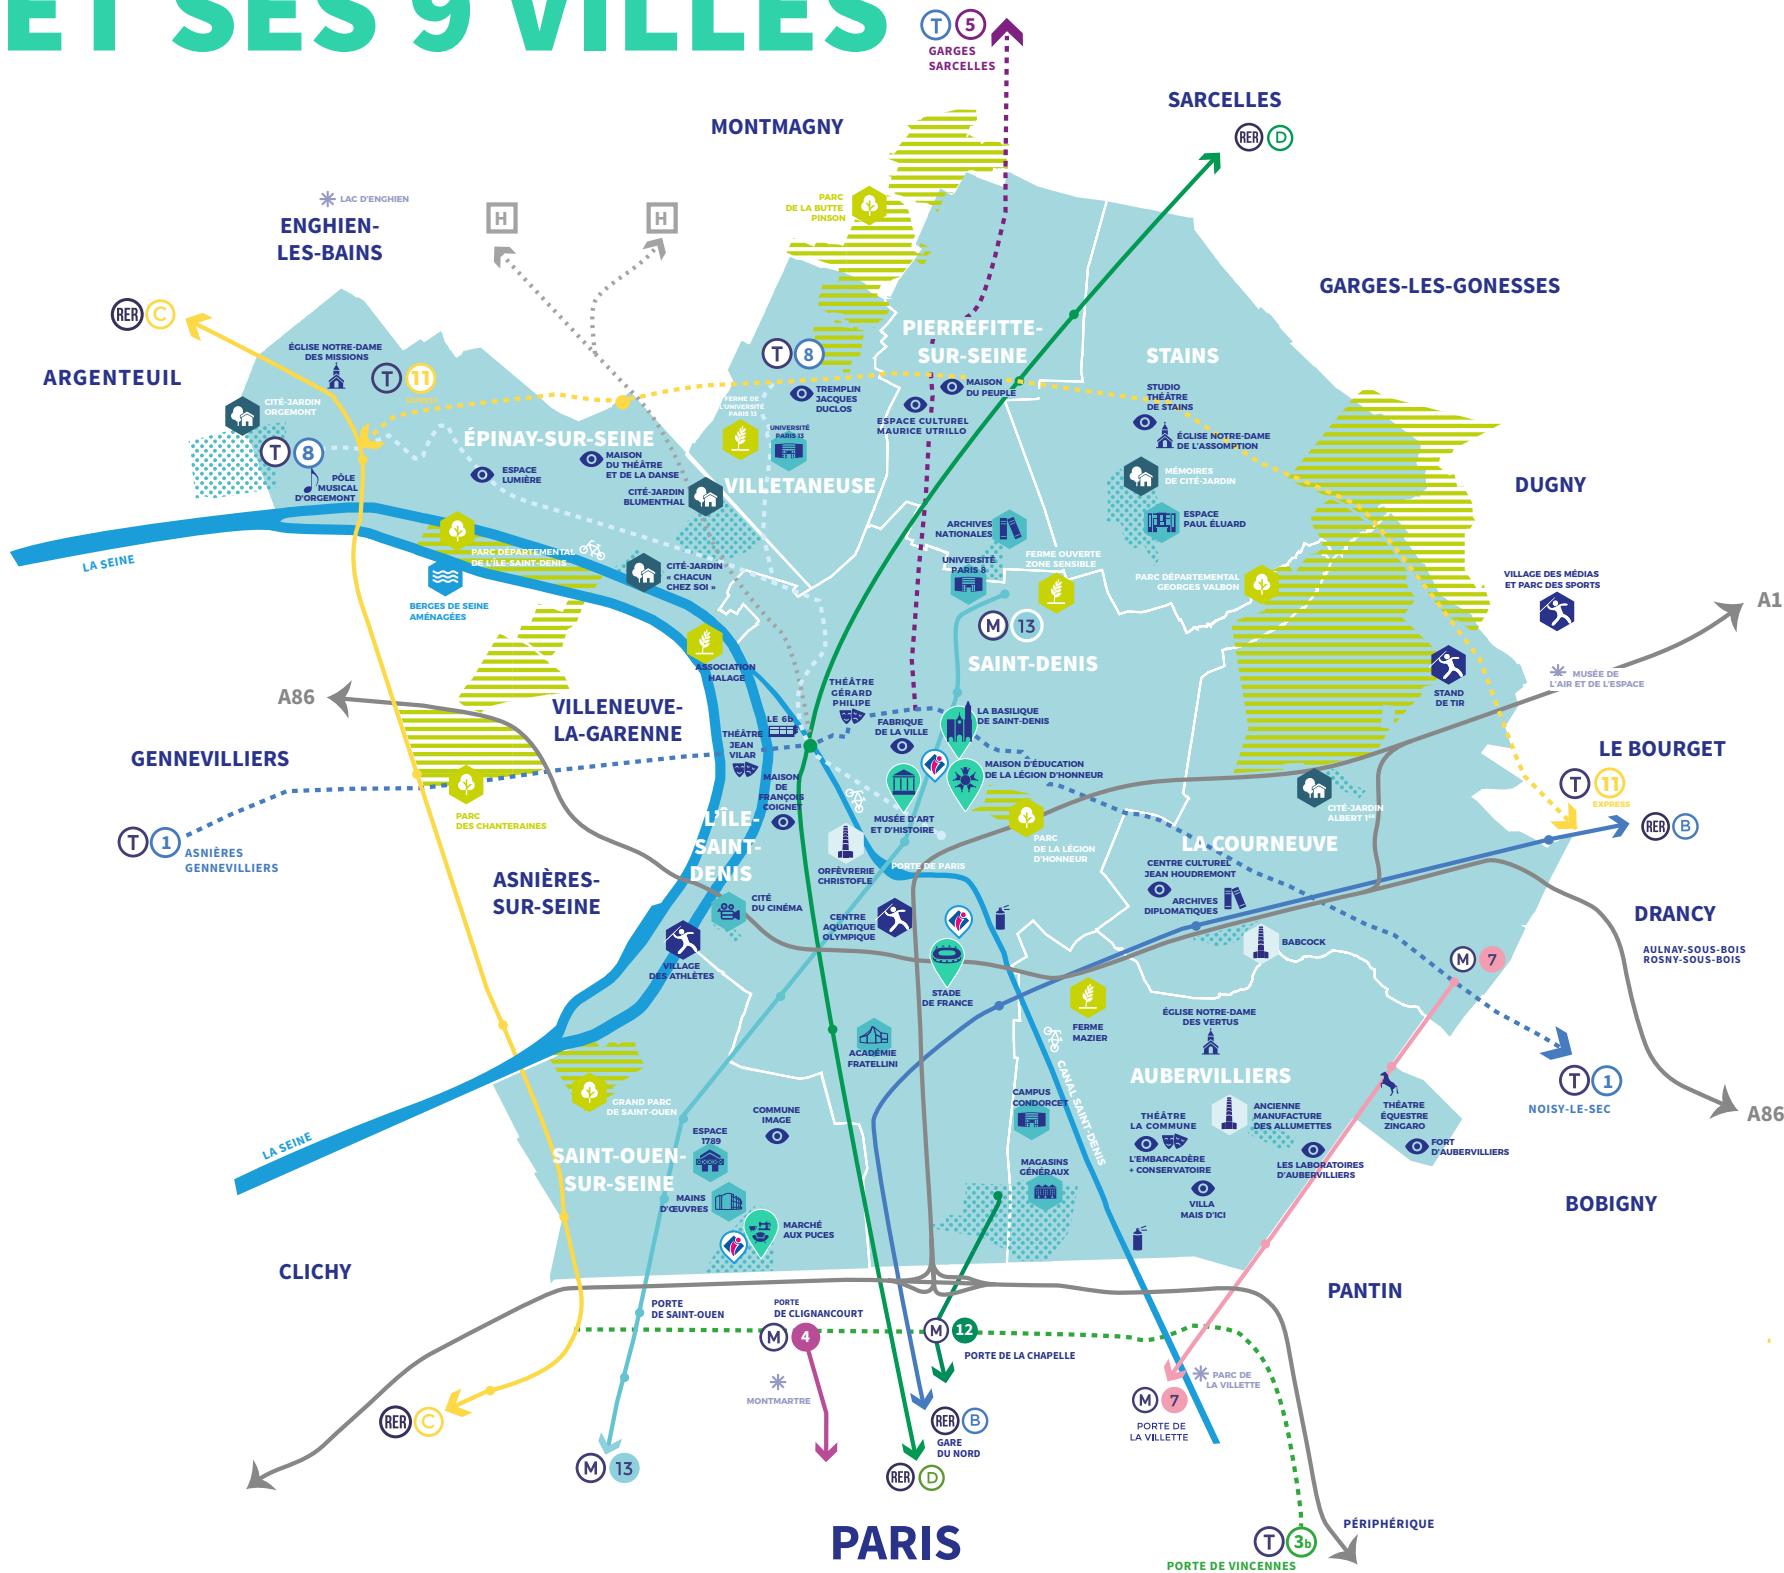 ET SES 9 VILLES
T 5
GARGES
SARCELLES
SARCELLES
RER D
MONTMAGNY
LAC D'ENGHIEN
ENGHIEN-
LES-BAINS
H
H
PARC
DE LA BUTTE
PINSON
GARGES-LES-GONESSES
RER C
ARGENTEUIL
ÉGLISE NOTRE-DAME
DES MISSIONS
T 11
EXPRESS
CITÉ-JARDIN
ORGEMONT
T 8
PÔLE
MUSICAL
D'ORGEMONT
ÉPINAY-SUR-SEINE
ESPACE
LUMIÈRE
MAISON
DU THÉÂTRE
ET DE LA DANSE
CITÉ-JARDIN
BLUMENTHAL
T 8
TREMPLIN
JACQUES
DUCLOS
FERME DE
L'UNIVERSITÉ
PARIS 13
UNIVERSITÉ
PARIS 13
VILLETANEUSE
PIERREFITTE-
SUR-SEINE
MAISON
DU PEUPLE
ESPACE CULTUREL
MAURICE UTRILLO
STAINS
STUDIO
THÉÂTRE
DE STAINS
ÉGLISE NOTRE-DAME
DE L'ASSOMPTION
MÉMOIRES
DE CITÉ-JARDIN
ESPACE
PAUL ÉLUARD
DUGNY
ARCHIVES
NATIONALES
UNIVERSITÉ
PARIS 8
FERME OUVERTE
ZONE SENSIBLE
PARC DÉPARTEMENTAL
GEORGES VALBON
VILLAGE DES MÉDIAS
ET PARC DES SPORTS
A1
LA SEINE
PARC DÉPARTEMENTAL
DE L'ÎLE-SAINT-DENIS
BERGES DE SEINE
AMÉNAGÉES
CITÉ-JARDIN
« CHACUN
CHEZ SOI »
ASSOCIATION
HALAGE
M 13
SAINT-DENIS
STAND
DE TIR
MUSÉE DE
L'AIR ET DE L'ESPACE
A86
VILLENEUVE-
LA-GARENNE
GENNEVILLIERS
THÉÂTRE
GÉRARD
PHILIPE
LE 6b
THÉÂTRE
JEAN
VILAR
FABRIQUE
DE LA VILLE
LA BASILIQUE
DE SAINT-DENIS
MAISON D'ÉDUCATION
DE LA LÉGION D'HONNEUR
MAISON
DE
FRANÇOIS
COIGNET
MUSÉE D'ART
ET D'HISTOIRE
PARC
DE LA LÉGION
D'HONNEUR
LE BOURGET
T 11
EXPRESS
RER B
CITÉ-JARDIN
ALBERT 1ER
PARC
DES CHANTERAINES
T 1
ASNIÈRES
GENNEVILLIERS
L'ÎLE-
SAINT-
DENIS
ASNIÈRES-
SUR-SEINE
ORFÈVRERIE
CHRISTOFLE
PORTE DE PARIS
LA COURNEUVE
CENTRE CULTUREL
JEAN HOUDREMONT
ARCHIVES
DIPLOMATIQUES
BABCOCK
DRANCY
AULNAY-SOUS-BOIS
ROSNY-SOUS-BOIS
CITÉ
DU CINÉMA
CENTRE
AQUATIQUE
OLYMPIQUE
VILLAGE
DES ATHLÈTES
STADE
DE FRANCE
M 7
FERME
MAZIER
ÉGLISE NOTRE-DAME
DES VERTUS
ACADÉMIE
FRATELLINI
CANAL SAINT-DENIS
AUBERVILLIERS
T 1
NOISY-LE-SEC
A86
GRAND PARC
DE SAINT-OUEN
COMMUNE
IMAGE
CAMPUS
CONDORCET
THÉÂTRE
LA COMMUNE
L'EMBARCADÈRE
+ CONSERVATOIRE
ANCIENNE
MANUFACTURE
DES ALLUMETTES
THÉATRE
ÉQUESTRE
ZINGARO
FORT
D'AUBERVILLIERS
LES LABORATOIRES
D'AUBERVILLIERS
LA SEINE
ESPACE
1789
SAINT-OUEN-
SUR-SEINE
MAINS
D'ŒUVRES
MARCHÉ
AUX PUCES
MAGASINS
GÉNÉRAUX
VILLA
MAIS D'ICI
BOBIGNY
CLICHY
PANTIN
PORTE
DE SAINT-OUEN
PORTE
DE CLIGNANCOURT
M 4
M 12
PORTE DE LA CHAPELLE
MONTMARTRE
PARC DE
LA VILLETTE
M 7
PORTE DE
LA VILLETTE
RER C
M 13
RER B
GARE
DU NORD
RER D
PARIS
PÉRIPHÉRIQUE
T 3b
PORTE DE VINCENNES